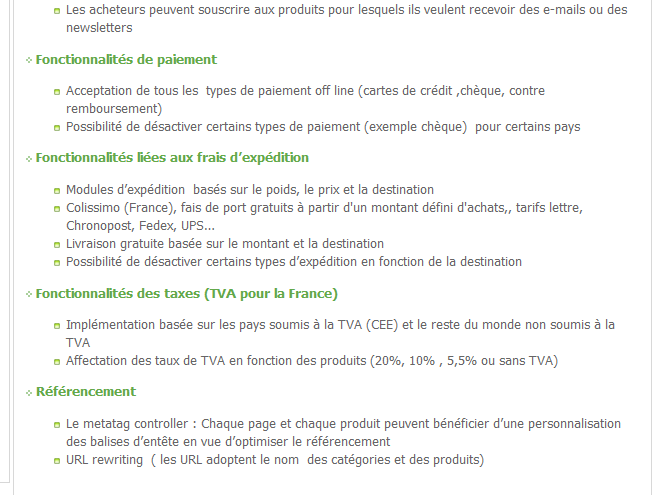 Les acheteurs peuvent souscrire aux produits pour lesquels ils veulent recevoir des e-mails ou des
newsletters
Fonctionnalités de paiement
Acceptation de tous les  types de paiement off line (cartes de crédit ,chèque, contre
remboursement)
Possibilité de désactiver certains types de paiement (exemple chèque)  pour certains pays
Fonctionnalités liées aux frais d’expédition
Modules d’expédition  basés sur le poids, le prix et la destination
Colissimo (France), fais de port gratuits à partir d'un montant défini d'achats,, tarifs lettre,
Chronopost, Fedex, UPS...
Livraison gratuite basée sur le montant et la destination
Possibilité de désactiver certains types d’expédition en fonction de la destination
Fonctionnalités des taxes (TVA pour la France)
Implémentation basée sur les pays soumis à la TVA (CEE) et le reste du monde non soumis à la
TVA
Affectation des taux de TVA en fonction des produits (20%, 10% , 5,5% ou sans TVA)
Référencement
Le metatag controller : Chaque page et chaque produit peuvent bénéficier d’une personnalisation
des balises d’entête en vue d’optimiser le référencement
URL rewriting  ( les URL adoptent le nom  des catégories et des produits)